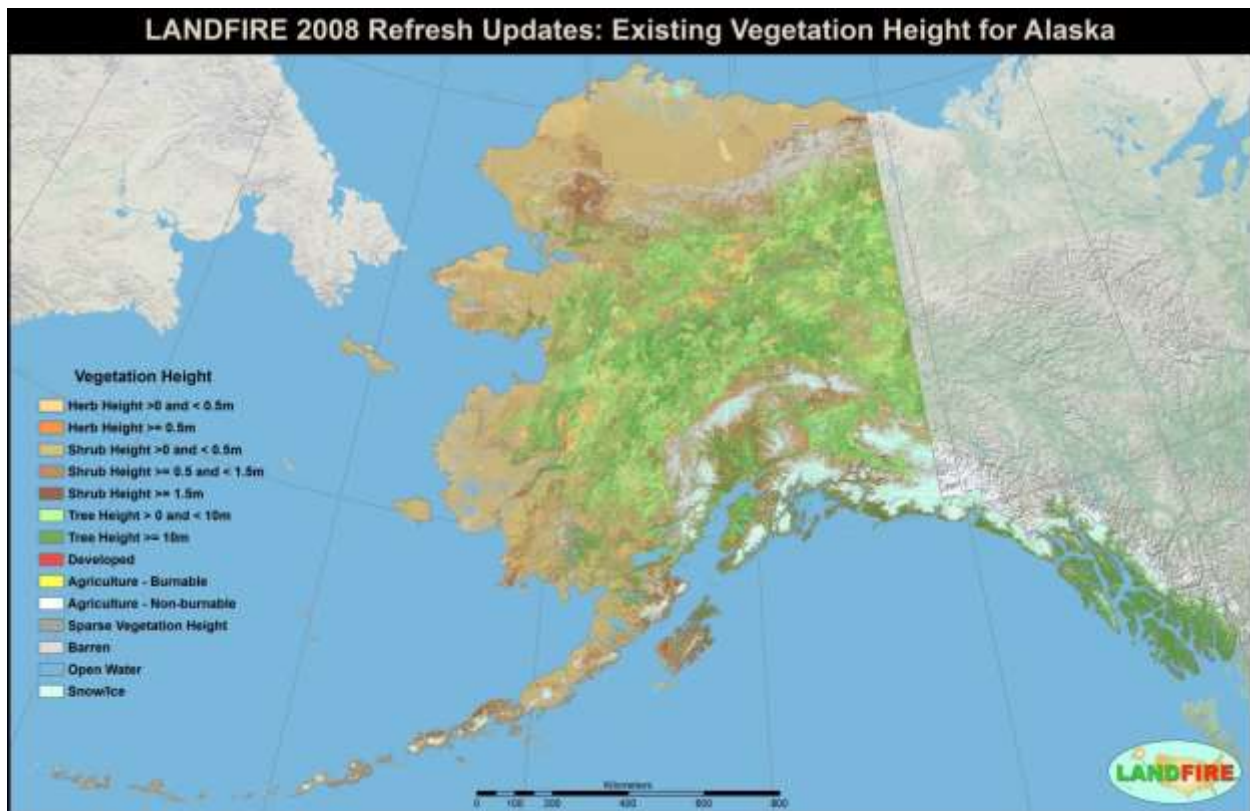 LANDFIRE 2008 Refresh Updates: Existing Vegetation Height for Alaska
Vegetation Height
Herb Height >0 and < 0.5m
Herb Height >= 0.5m
Shrub Height >0 and < 0.5m
Shrub Height >= 0.5 and < 1.5m
Shrub Height >= 1.5m
Tree Height > 0 and < 10m
Tree Height >= 10m
Developed
Agriculture - Burnable
Agriculture - Non-burnable
Sparse Vegetation Height
Barren
Open Water
Snow/Ice
Kilometers
0 100 200 400 600 800
LANDFIRE